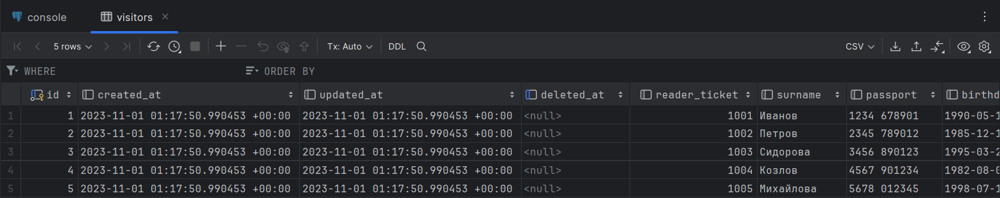 console visitors
5 rows Tx: Auto DDL CSV
WHERE ORDER BY
id created_at updated_at deleted_at reader_ticket surname passport birthd
1 1 2023-11-01 01:17:50.990453 +00:00 2023-11-01 01:17:50.990453 +00:00 <null> 1001 Иванов 1234 678901 1990-05-1
2 2 2023-11-01 01:17:50.990453 +00:00 2023-11-01 01:17:50.990453 +00:00 <null> 1002 Петров 2345 789012 1985-12-1
3 3 2023-11-01 01:17:50.990453 +00:00 2023-11-01 01:17:50.990453 +00:00 <null> 1003 Сидорова 3456 890123 1995-03-2
4 4 2023-11-01 01:17:50.990453 +00:00 2023-11-01 01:17:50.990453 +00:00 <null> 1004 Козлов 4567 901234 1982-08-0
5 5 2023-11-01 01:17:50.990453 +00:00 2023-11-01 01:17:50.990453 +00:00 <null> 1005 Михайлова 5678 012345 1998-07-1